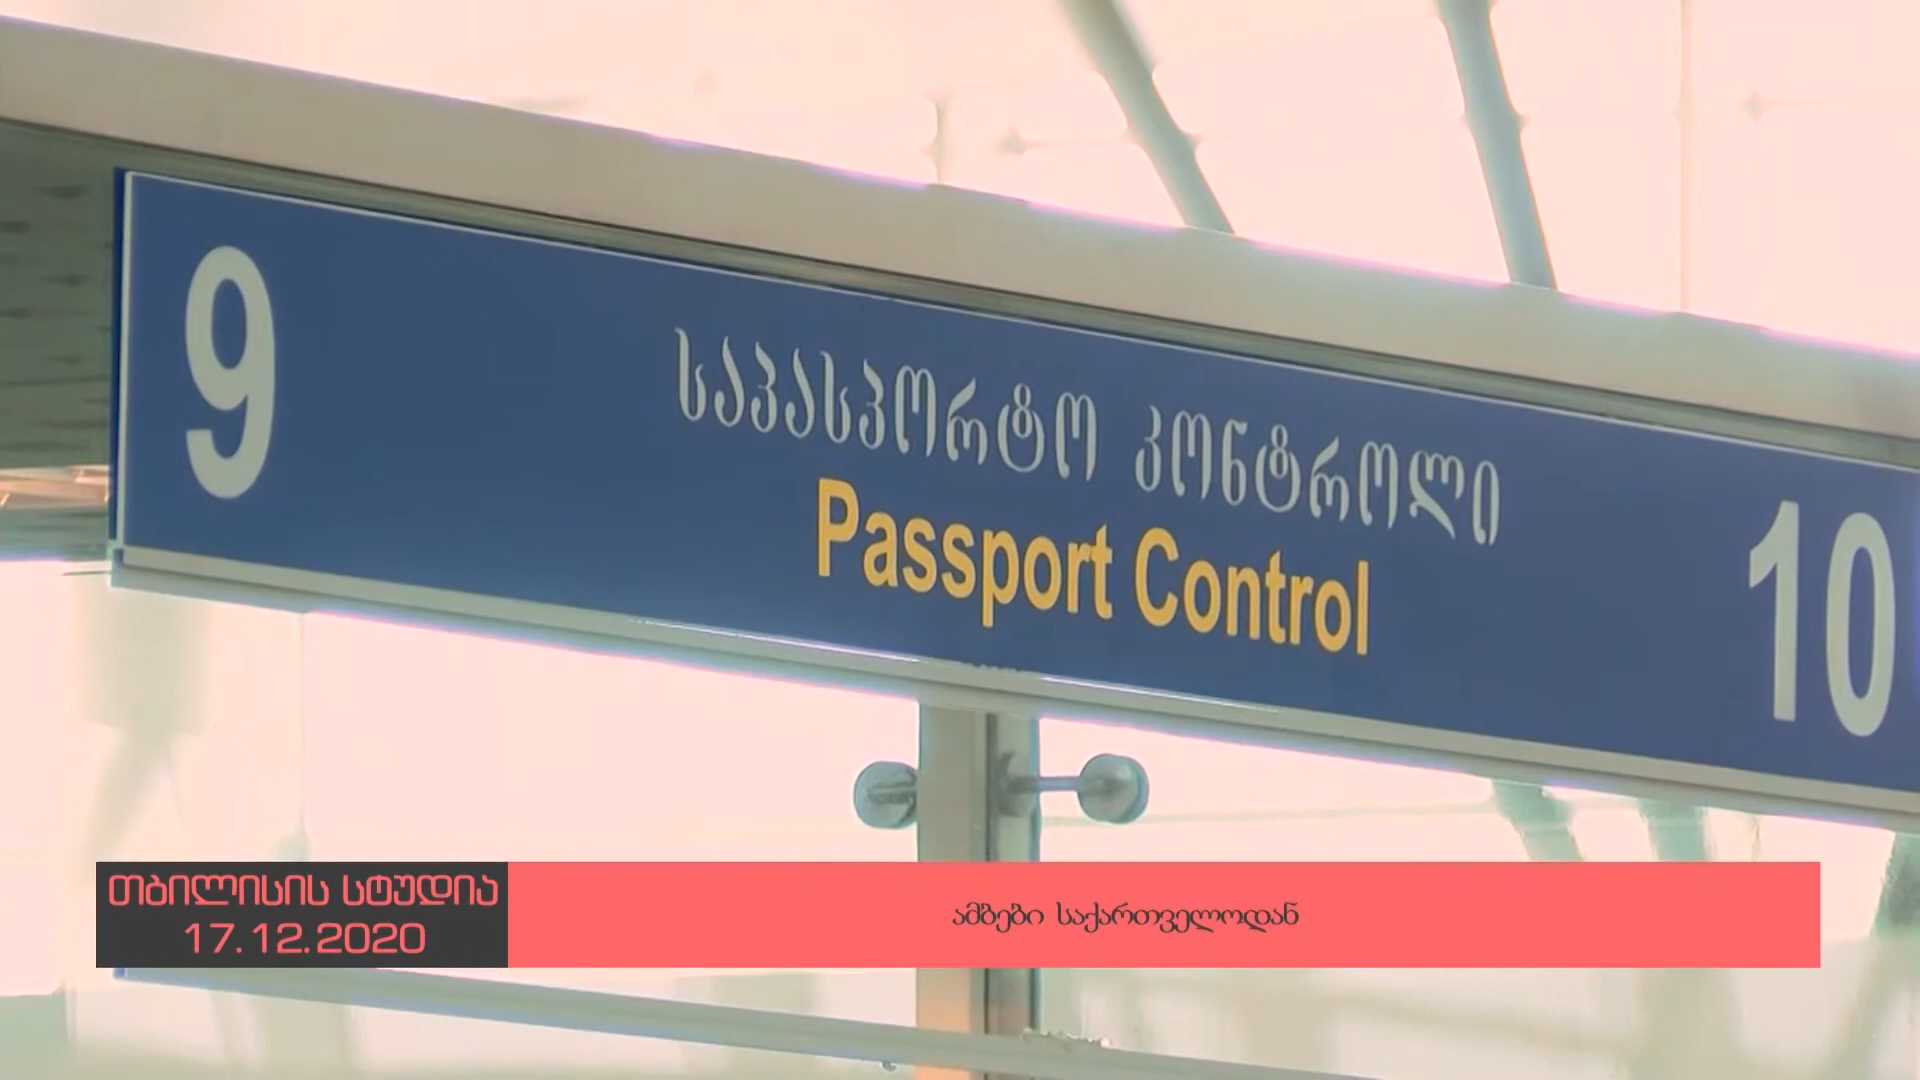 9
საპასპორტო კონტროლი
Passport Control
10
თბილისის სტუდია
17.12.2020
ამბები საქართველოდან